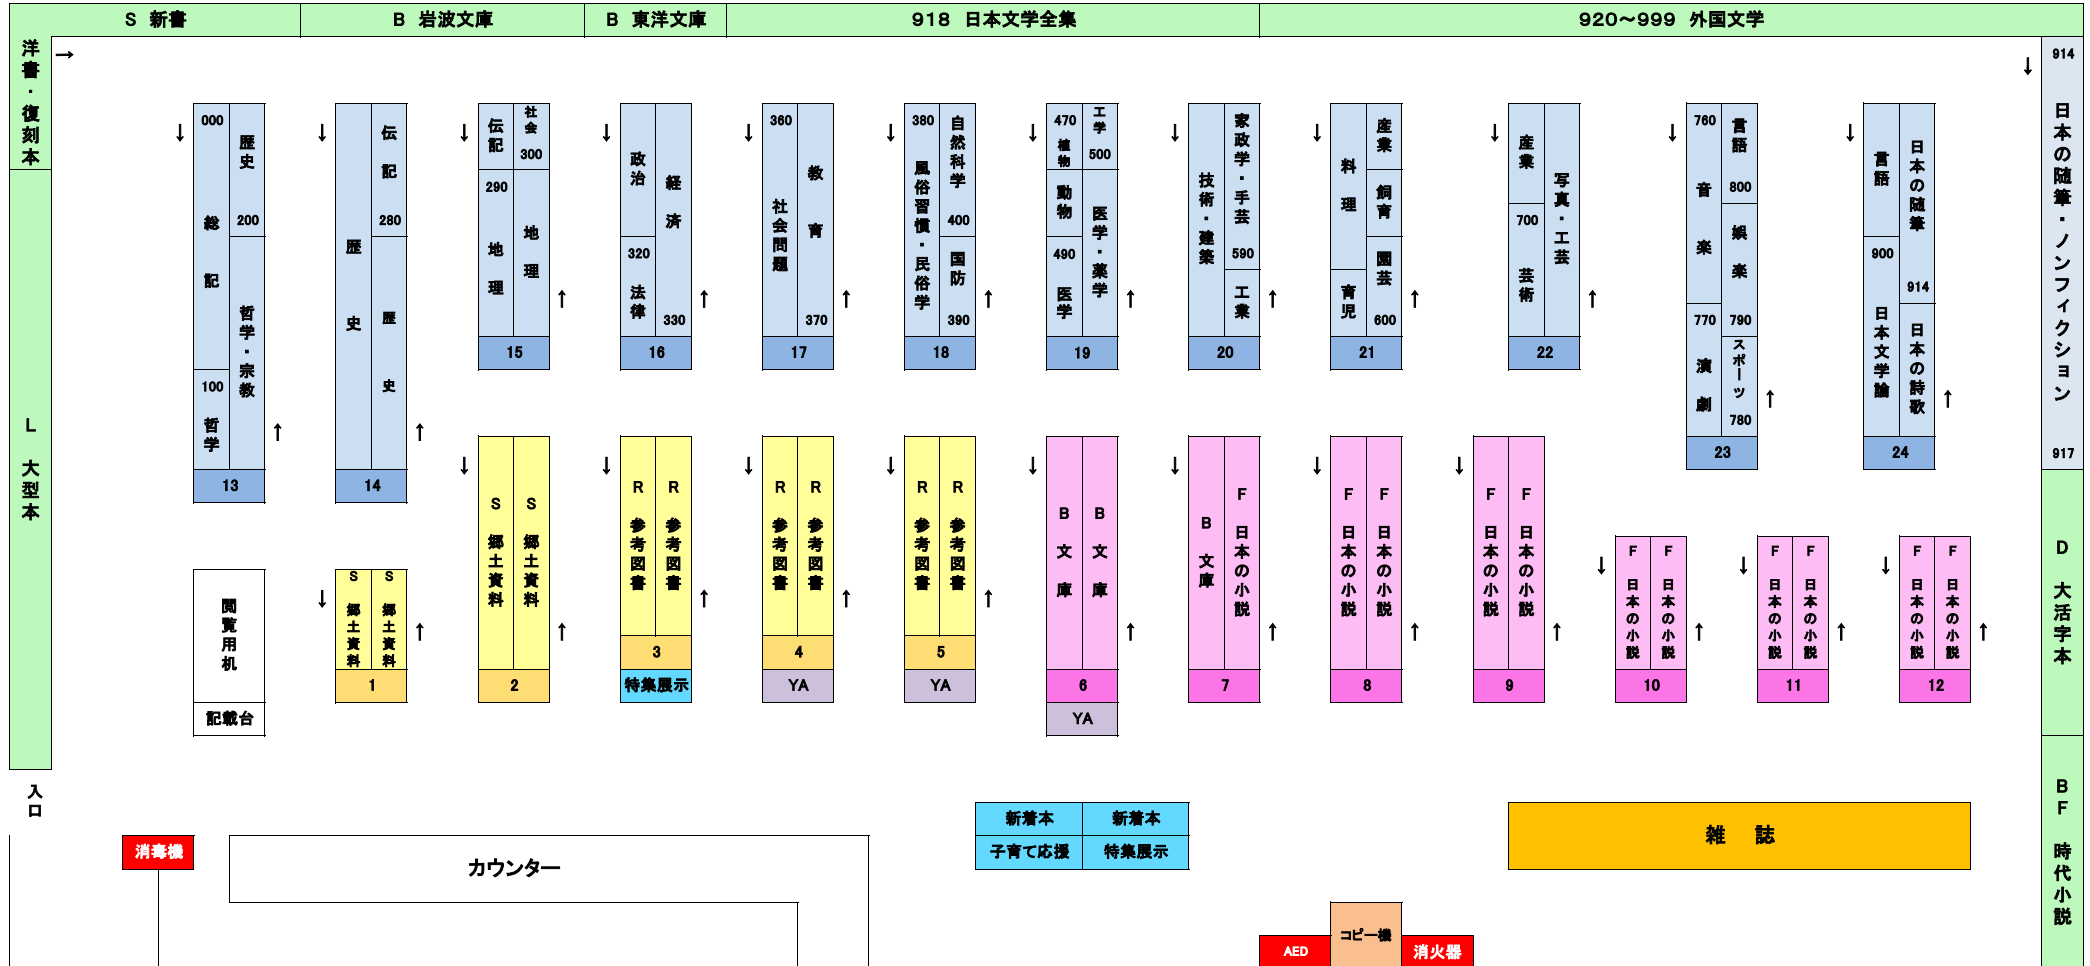 S 新書
B 岩波文庫
B 東洋文庫
918 日本文学全集
920～999 外国文学
洋書・復刻本
→
L 大型本
入口
↓
000 総記
100 哲学
歴史 200
哲学・宗教
↑
13
↓
歴史
伝記 280
歴史
↑
14
↓
伝記
290 地理
社会 300
地理
↑
15
↓
政治
320 法律
経済 330
↑
16
↓
360 社会問題
教育 370
↑
17
↓
380 風俗習慣・民俗学
自然科学 400
国防 390
↑
18
↓
470 植物
動物
490 医学
工学 500
医学・薬学
↑
19
↓
技術・建築
家政学・手芸 590
工業
↑
20
↓
料理
育児
産業
飼育
園芸 600
↑
21
↓
産業
700 芸術
写真・工芸
↑
22
↓
760 音楽
770 演劇
言語 800
娯楽 790
スポーツ 780
↑
23
↓
言語
900 日本文学論
日本の随筆 914
日本の詩歌
↑
24
↓
914 日本の随筆・ノンフィクション 917
D 大活字本
BF 時代小説
閲覧用机
記載台
↓
S 郷土資料
S 郷土資料
↑
1
↓
S 郷土資料
S 郷土資料
↑
2
↓
R 参考図書
R 参考図書
↑
3
特集展示
↓
R 参考図書
R 参考図書
↑
4
YA
↓
R 参考図書
R 参考図書
↑
5
YA
↓
B 文庫
B 文庫
↑
6
YA
↓
B 文庫
F 日本の小説
↑
7
↓
F 日本の小説
F 日本の小説
↑
8
↓
F 日本の小説
F 日本の小説
↑
9
↓
F 日本の小説
F 日本の小説
↑
10
↓
F 日本の小説
F 日本の小説
↑
11
↓
F 日本の小説
F 日本の小説
↑
12
消毒機
カウンター
新着本
新着本
子育て応援
特集展示
雑誌
AED
コピー機
消火器